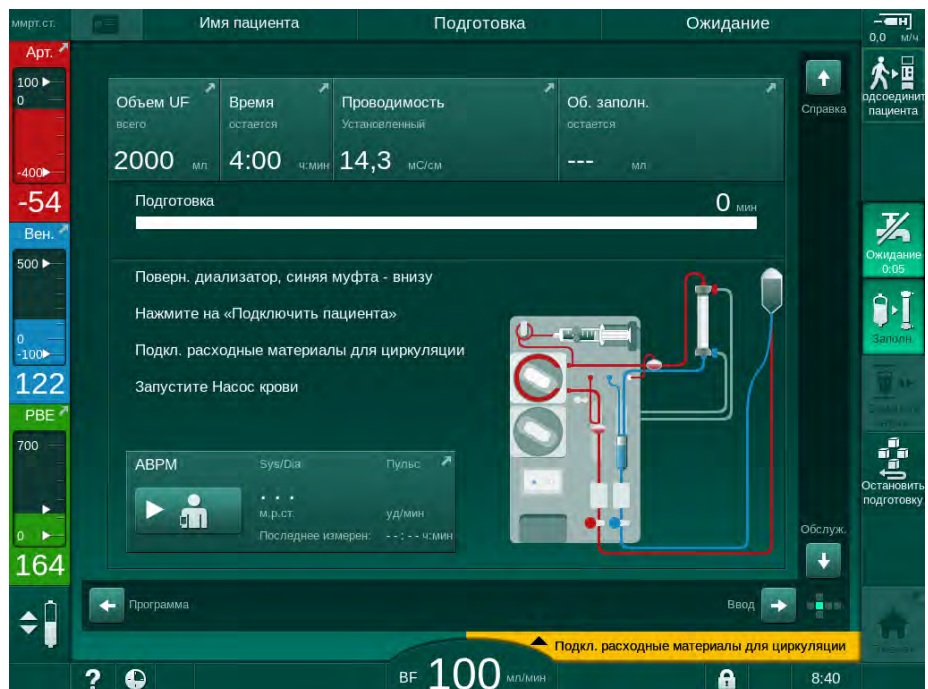 ммрт.ст.
Имя пациента
Подготовка
Ожидание
0,0 м/ч
Арт.
100
0
-400
-54
Вен.
500
0
-100
122
PBE
700
0
164
Объем UF
всего
2000 мл
Время
остается
4:00 ч:мин
Проводимость
Установленный
14,3 мС/см
Об. заполн.
остается
--- мл
Подготовка
0 мин
Поверн. диализатор, синяя муфта - внизу
Нажмите на «Подключить пациента»
Подкл. расходные материалы для циркуляции
Запустите Насос крови
ABPM
Sys/Dia
Пульс
. . .
м.р.ст.
уд/мин
Последнее измерен: --:-- ч:мин
Справка
Обслуж.
Программа
Ввод
одсоединит
пациента
Ожидание
0:05
Заполн.
Остановить
подготовку
Подкл. расходные материалы для циркуляции
? BF 100 мл/мин
8:40